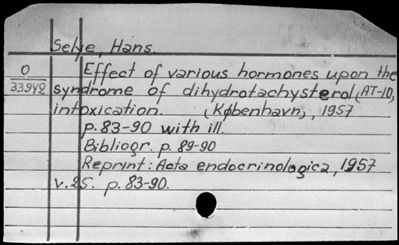 Selye, Hans.
O
33949
Effect of various hormones upon the
syndrome of dihydrotachysterol (AT-10)
intoxication. (København), 1957
p.83-90 with ill.
Bibliogr. p. 89-90
Reprint: Acta endocrinologica, 1957
v.25. p. 83-90.